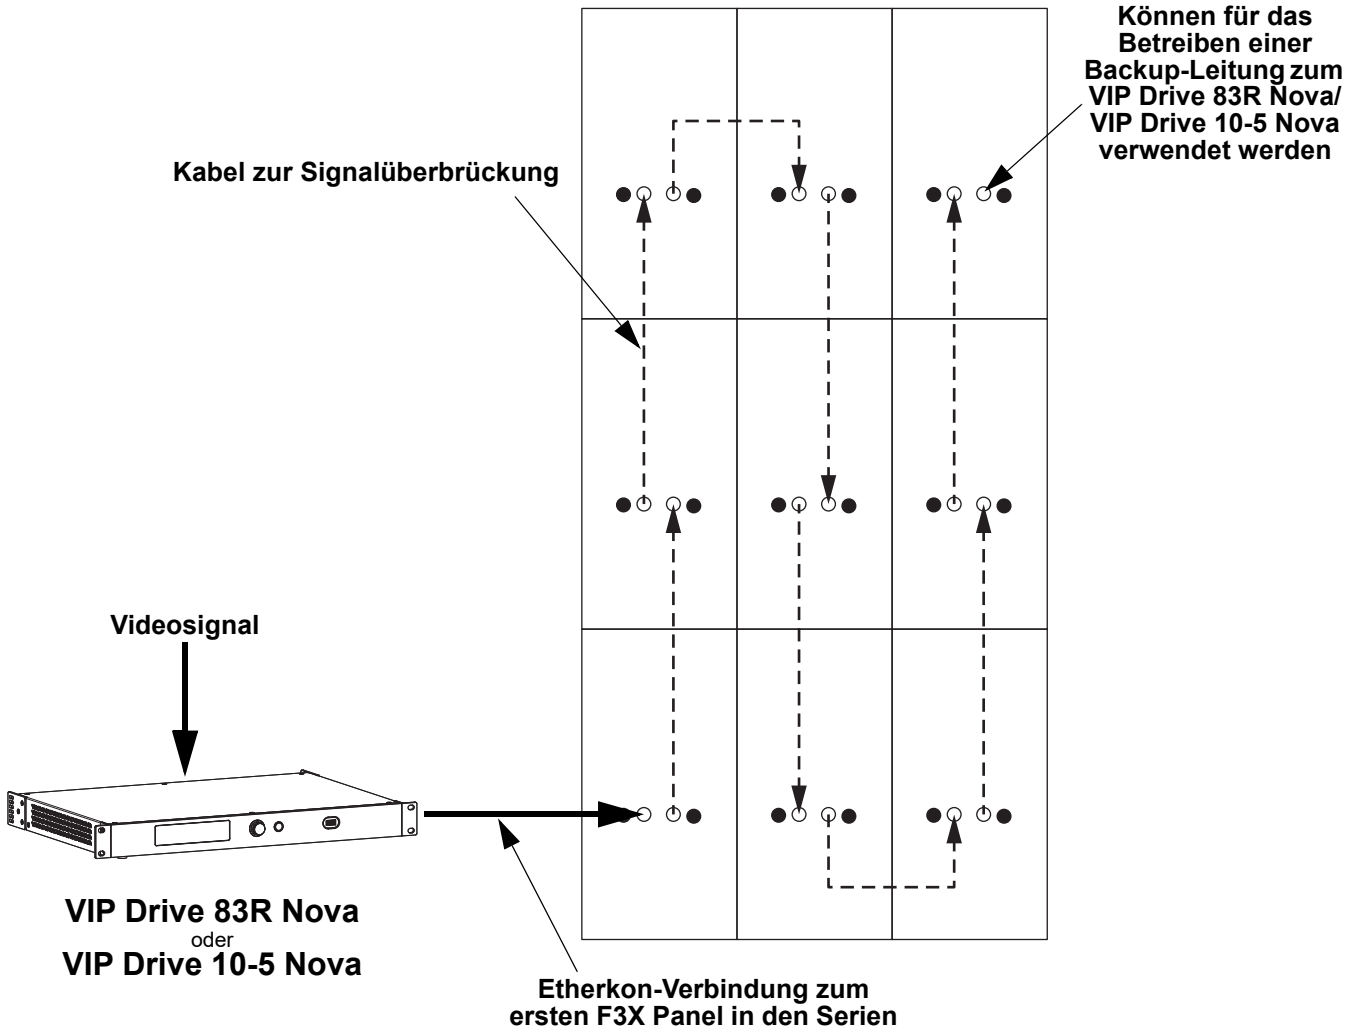 Können für das
Betreiben einer
Backup-Leitung zum
VIP Drive 83R Nova/
VIP Drive 10-5 Nova
verwendet werden
Kabel zur Signalüberbrückung
Videosignal
VIP Drive 83R Nova
oder
VIP Drive 10-5 Nova
Etherkon-Verbindung zum
ersten F3X Panel in den Serien